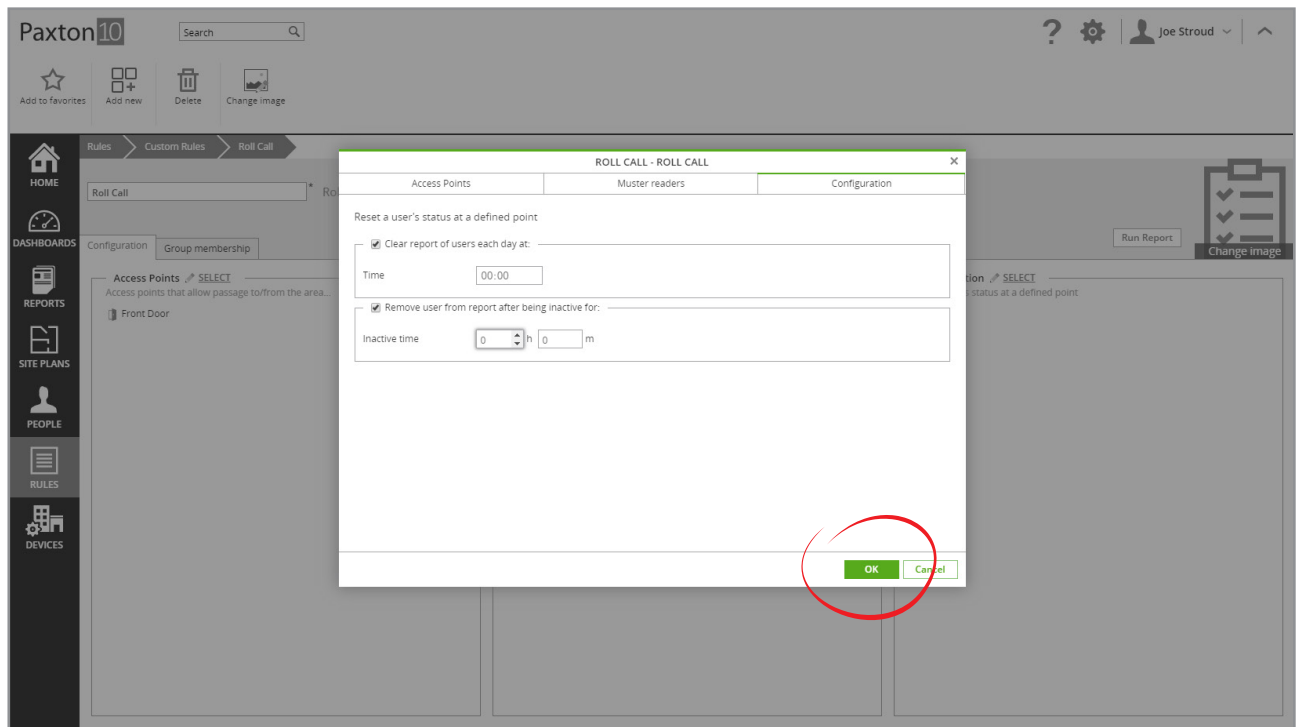 Paxton 10
Search
Joe Stroud
Add to favorites
Add new
Delete
Change image
HOME
DASHBOARDS
REPORTS
SITE PLANS
PEOPLE
RULES
DEVICES
Rules
Custom Rules
Roll Call
Roll Call
*
Ro
Configuration
Group membership
Run Report
Change image
Access Points SELECT
Access points that allow passage to/from the area...
Front Door
tion SELECT
status at a defined point
ROLL CALL - ROLL CALL
Access Points
Muster readers
Configuration
Reset a user's status at a defined point
Clear report of users each day at:
Time 00:00
Remove user from report after being inactive for:
Inactive time 0 h 0 m
OK
Cancel